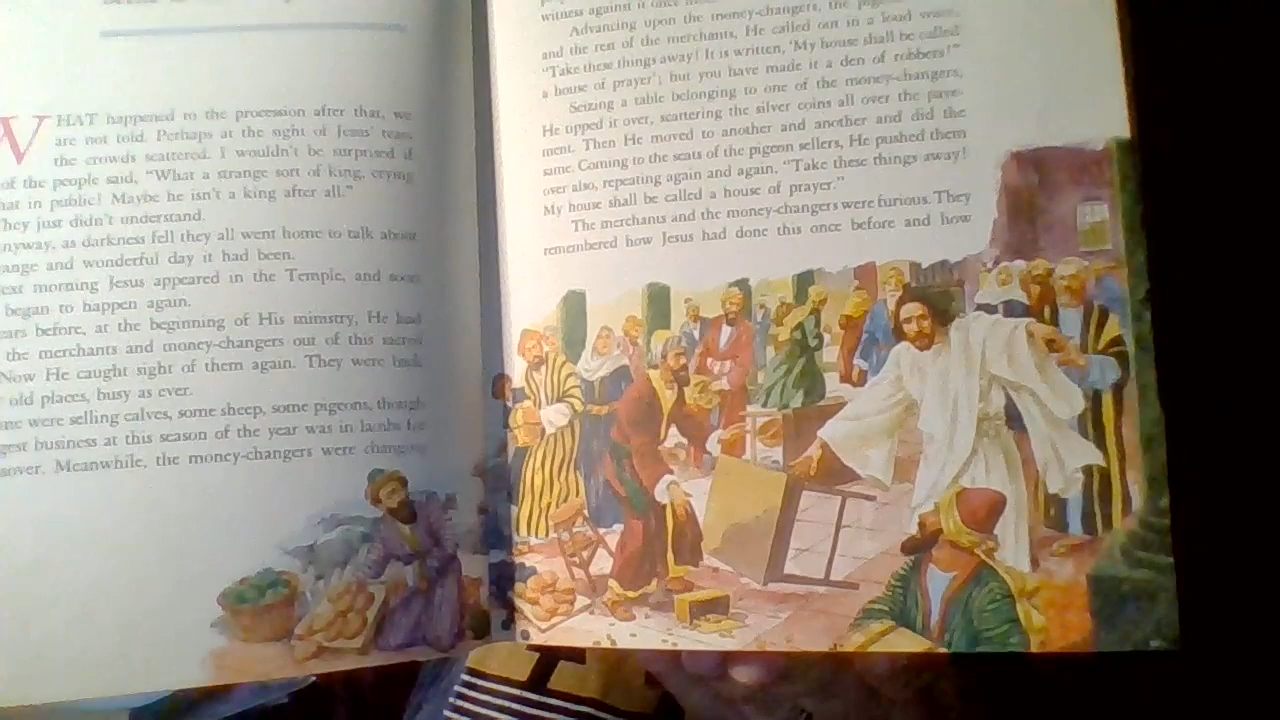 WHAT happened to the procession after that, we
are not told. Perhaps at the sight of Jesus' tears
the crowds scattered. I wouldn't be surprised if
of the people said, "What a strange sort of king, crying
in public! Maybe he isn't a king after all."
They just didn't understand.
as darkness fell they all went home to talk about
and wonderful day it had been.
morning Jesus appeared in the Temple, and soon
began to happen again.
before, at the beginning of His ministry, He had
the merchants and money-changers out of this sacred
Now He caught sight of them again. They were back
old places, busy as ever.
were selling calves, some sheep, some pigeons, though
business at this season of the year was in lambs
Meanwhile, the money-changers were
witness against it once
Advancing upon the money-changers, the
and the rest of the merchants, He called out in a loud voice,
"Take these things away! It is written, 'My house shall be called
a house of prayer'; but you have made it a den of robbers!"
Seizing a table belonging to one of the money-changers,
He tipped it over, scattering the silver coins all over the pave-
ment. Then He moved to another and another and did the
same. Coming to the seats of the pigeon sellers, He pushed them
over also, repeating again and again, "Take these things away!
My house shall be called a house of prayer."
The merchants and the money-changers were furious. They
remembered how Jesus had done this once before and how